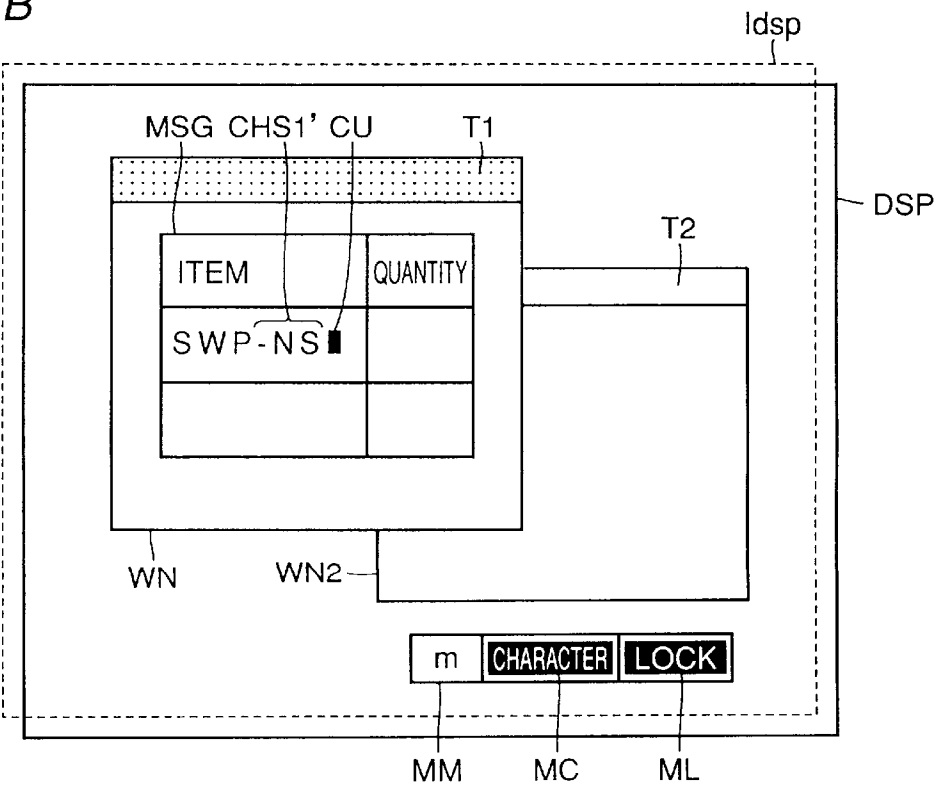 B
Idsp
MSG CHS1' CU T1
DSP
T2
ITEM QUANTITY
SWP-NS
WN
WN2
m CHARACTER LOCK
MM MC ML